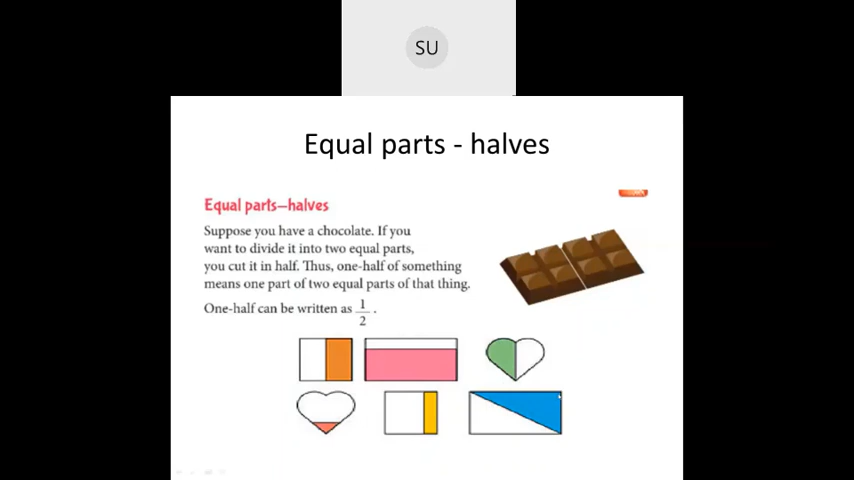 SU
Equal parts - halves
Equal parts–halves
Suppose you have a chocolate. If you
want to divide it into two equal parts,
you cut it in half. Thus, one-half of something
means one part of two equal parts of that thing.
One-half can be written as 1/2 .